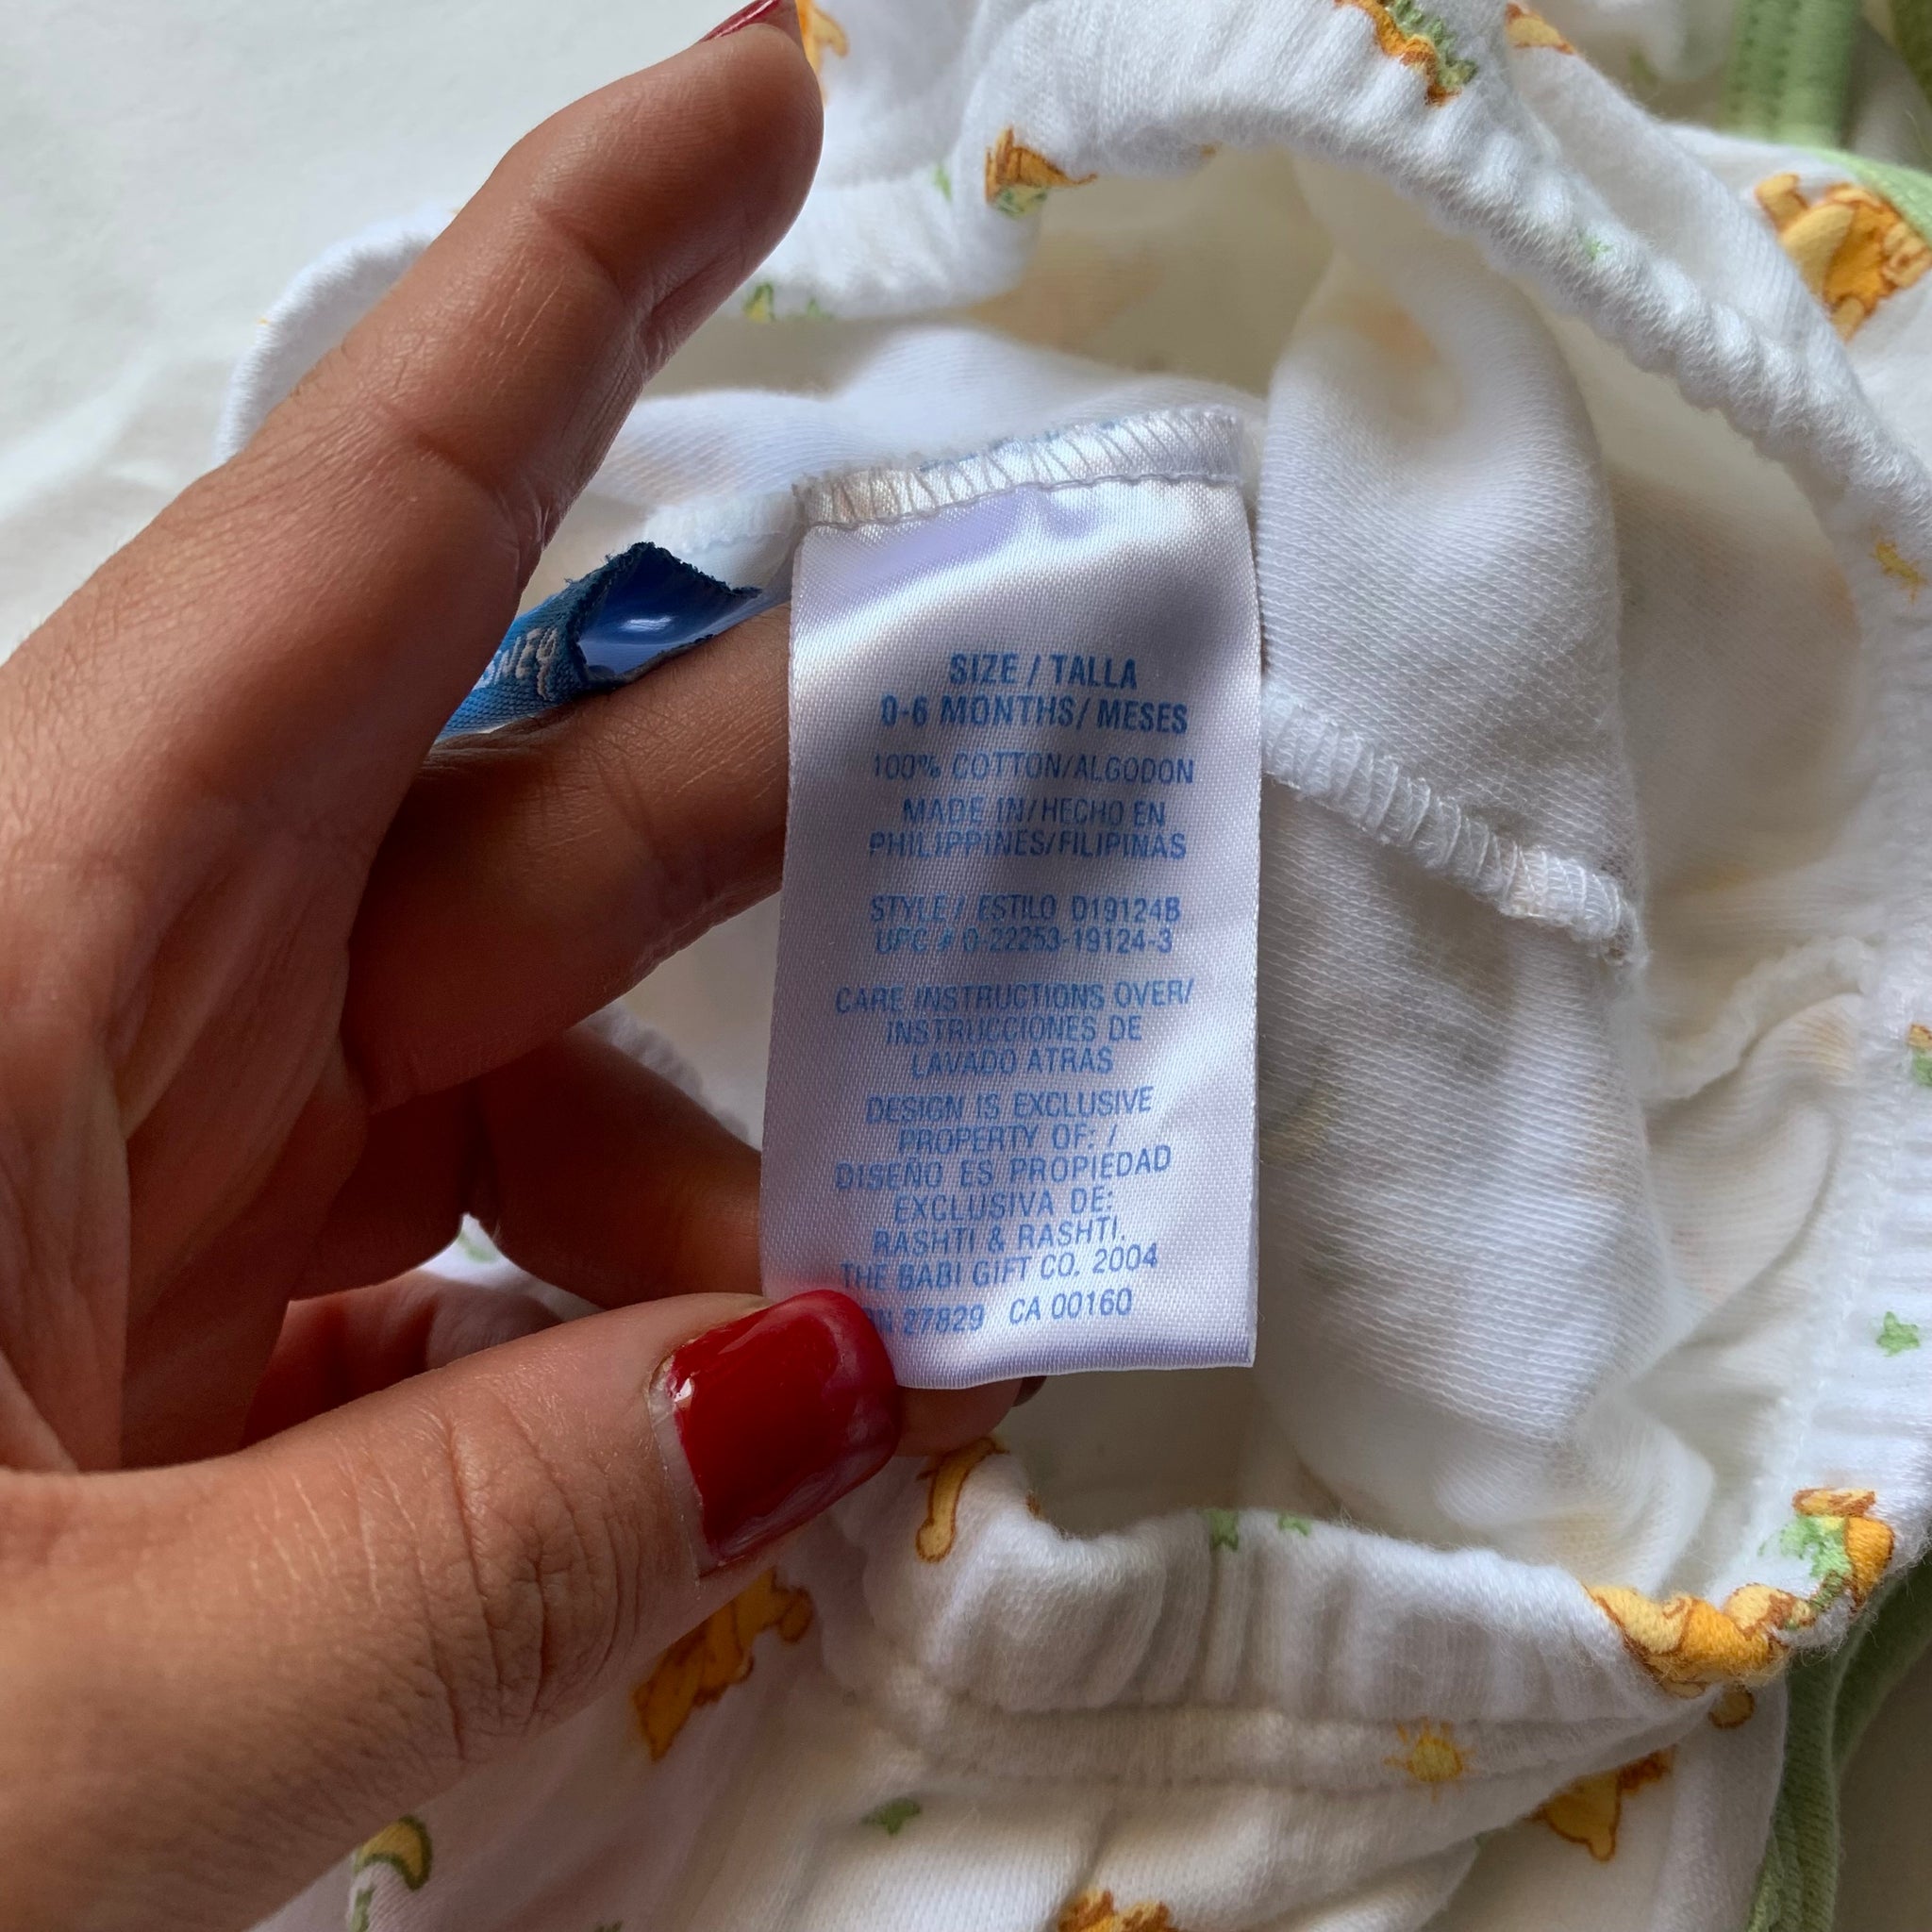 SIZE / TALLA
0-6 MONTHS/ MESES
100% COTTON/ALGODON
MADE IN/HECHO EN
PHILIPPINES/FILIPINAS
STYLE / ESTILO D19124B
UPC # 0-22253-19124-3
CARE INSTRUCTIONS OVER/
INSTRUCCIONES DE
LAVADO ATRAS
DESIGN IS EXCLUSIVE
PROPERTY OF: /
DISEÑO ES PROPIEDAD
EXCLUSIVA DE:
RASHTI & RASHTI.
THE BABI GIFT CO. 2004
27829 CA 00160